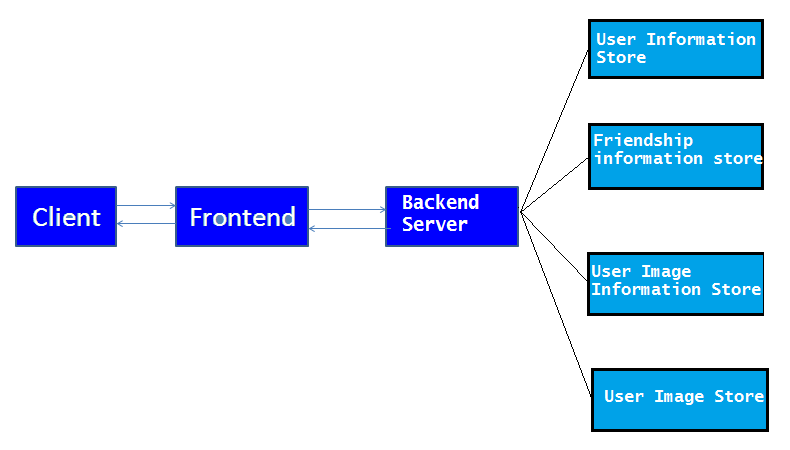 Client
Frontend
Backend
Server
User Information
Store
Friendship
information store
User Image
Information Store
User Image Store